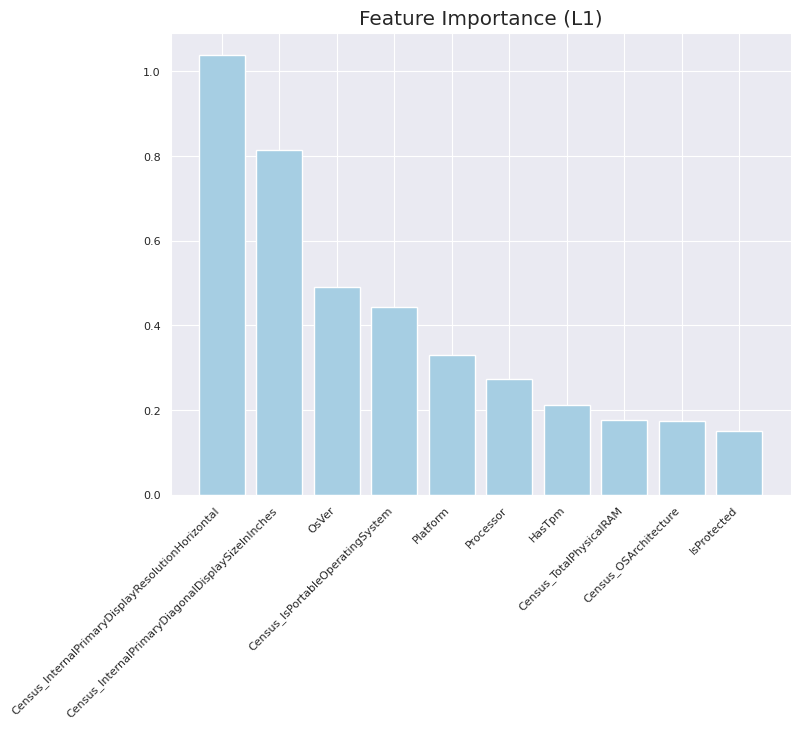 Feature Importance (L1)
1.0
0.8
0.6
0.4
0.2
0.0
Census_InternalPrimaryDisplayResolutionHorizontal
Census_InternalPrimaryDiagonalDisplaySizeInInches
OsVer
Census_IsPortableOperatingSystem
Platform
Processor
HasTpm
Census_TotalPhysicalRAM
Census_OSArchitecture
IsProtected